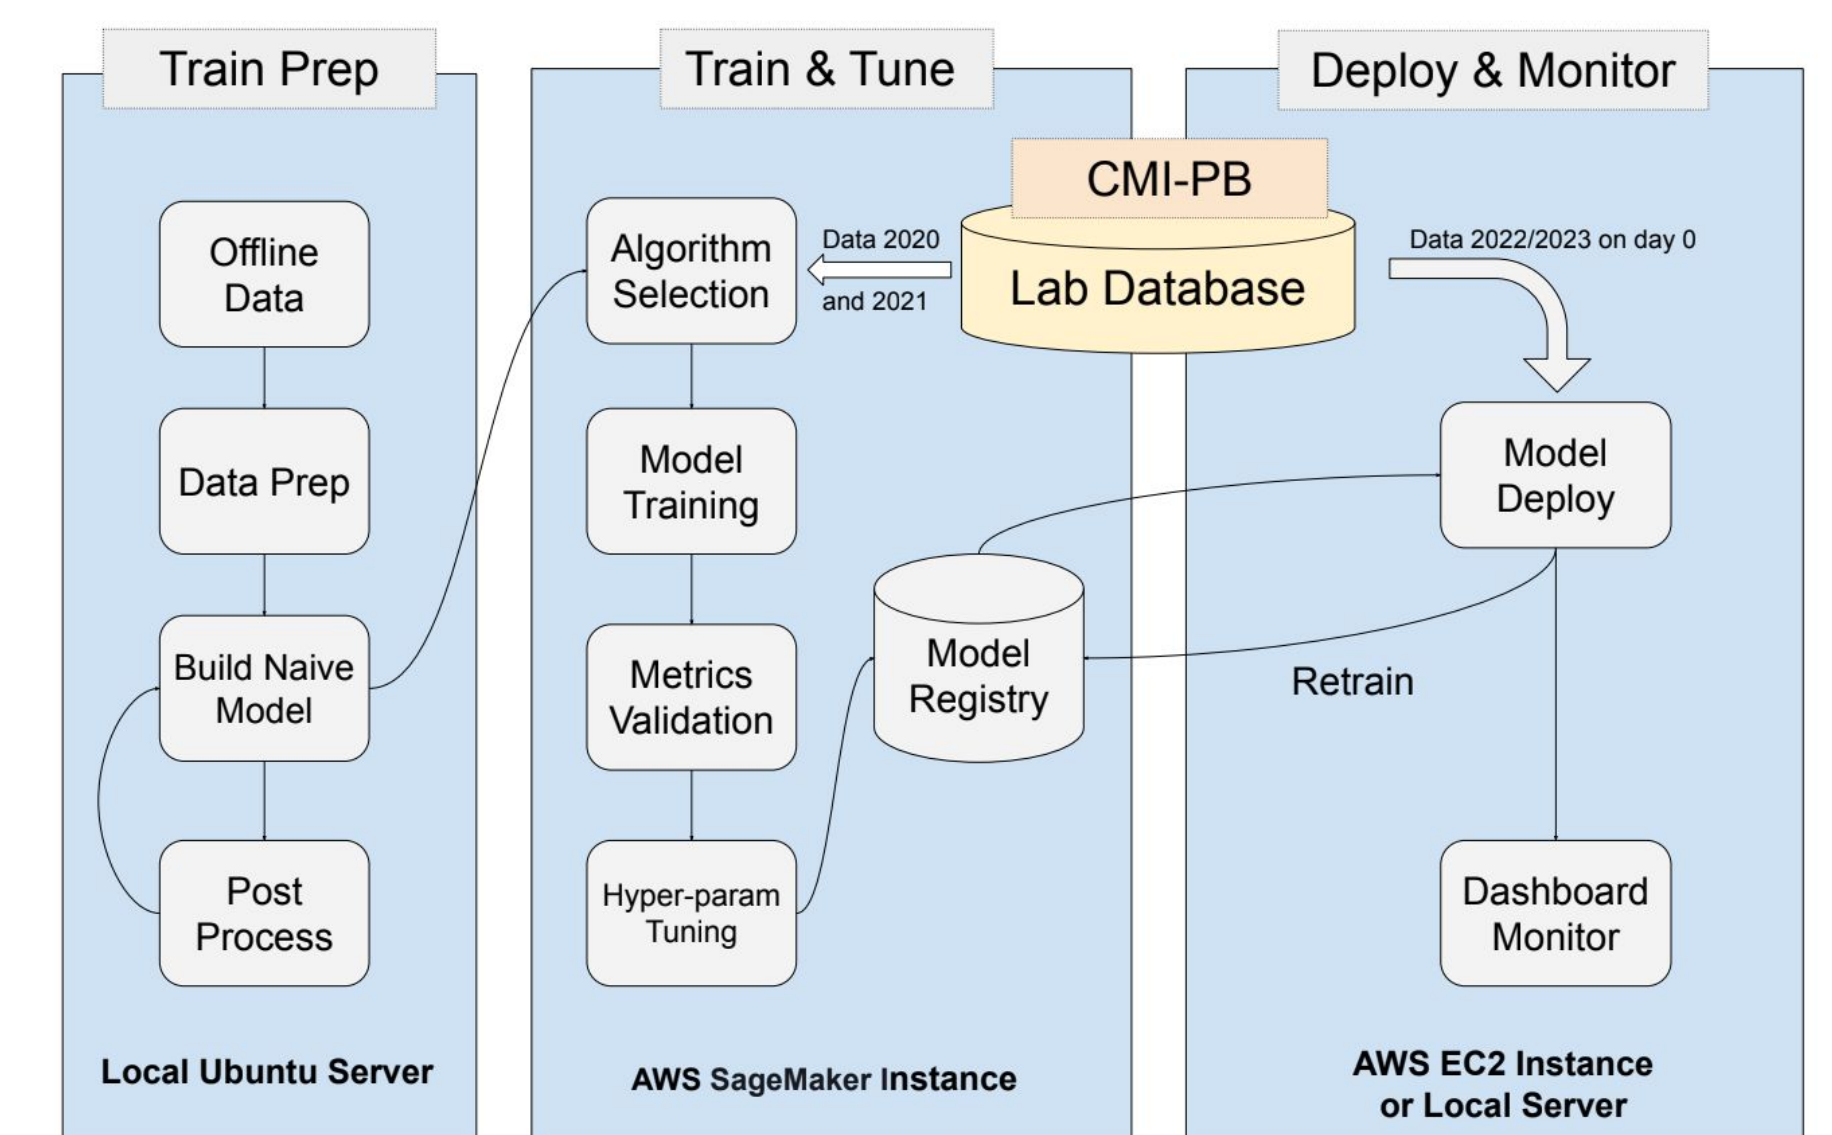 Train Prep
Offline
Data
Data Prep
Build Naive
Model
Post
Process
Local Ubuntu Server
Train & Tune
Algorithm
Selection
Model
Training
Metrics
Validation
Hyper-param
Tuning
Model
Registry
AWS SageMaker Instance
CMI-PB
Lab Database
Data 2020
and 2021
Deploy & Monitor
Data 2022/2023 on day 0
Model
Deploy
Retrain
Dashboard
Monitor
AWS EC2 Instance
or Local Server